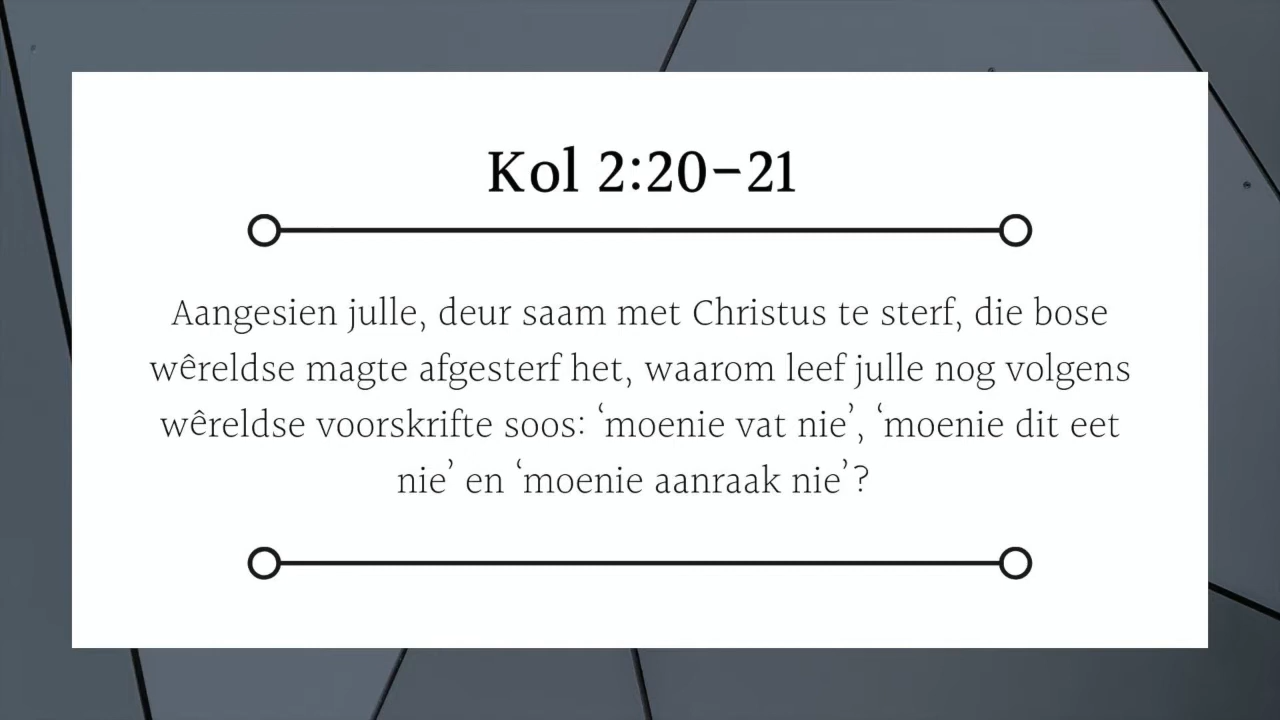 Kol 2:20-21
Aangesien julle, deur saam met Christus te sterf, die bose
wêreldse magte afgesterf het, waarom leef julle nog volgens
wêreldse voorskrifte soos: ‘moenie vat nie’, ‘moenie dit eet
nie’ en ‘moenie aanraak nie’?